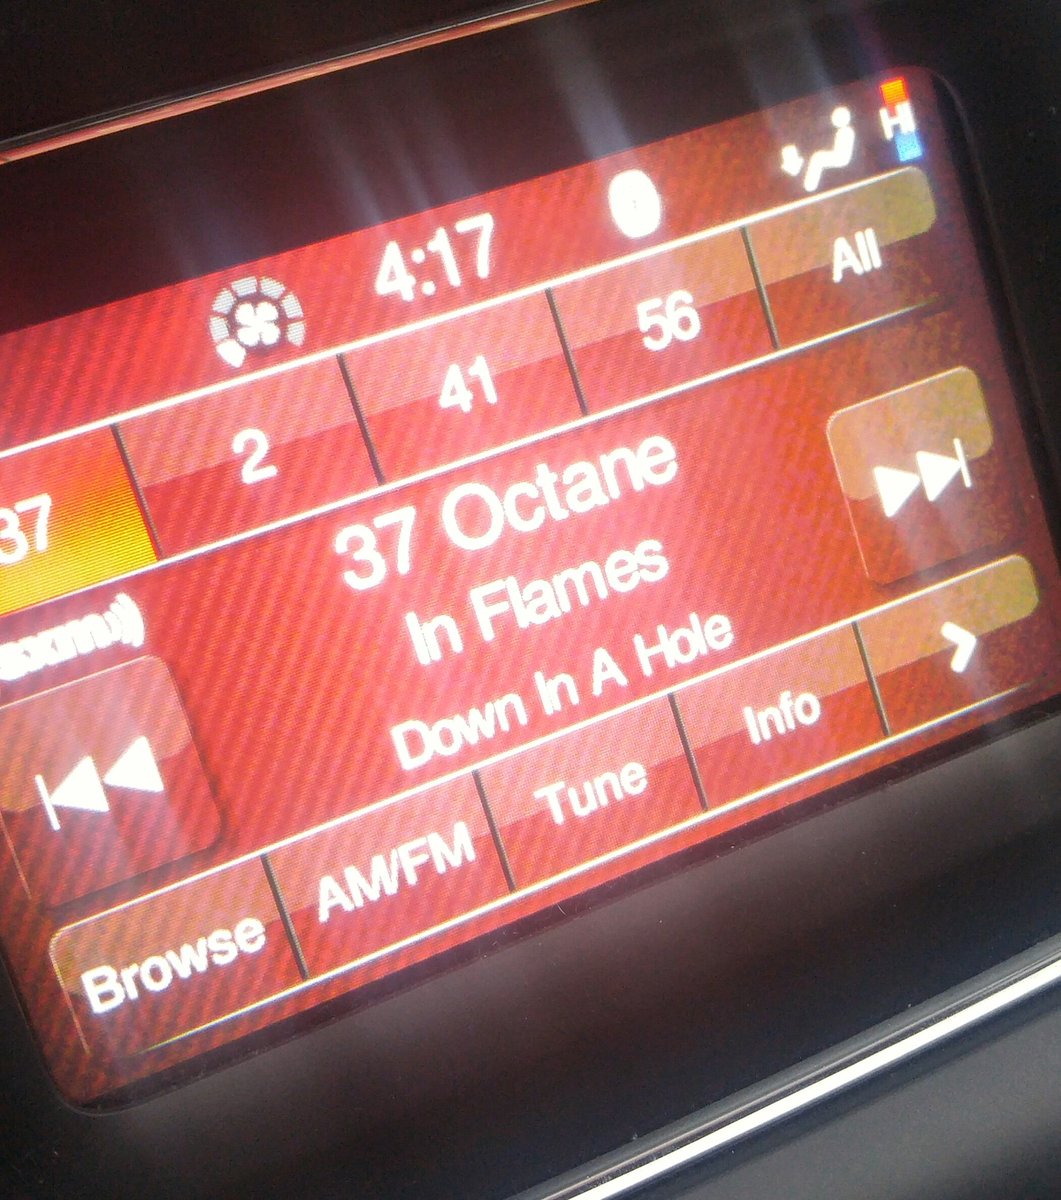 4:17
HI
37 2 41 56 All
37 Octane
In Flames
Down In A Hole
Browse AM/FM Tune Info